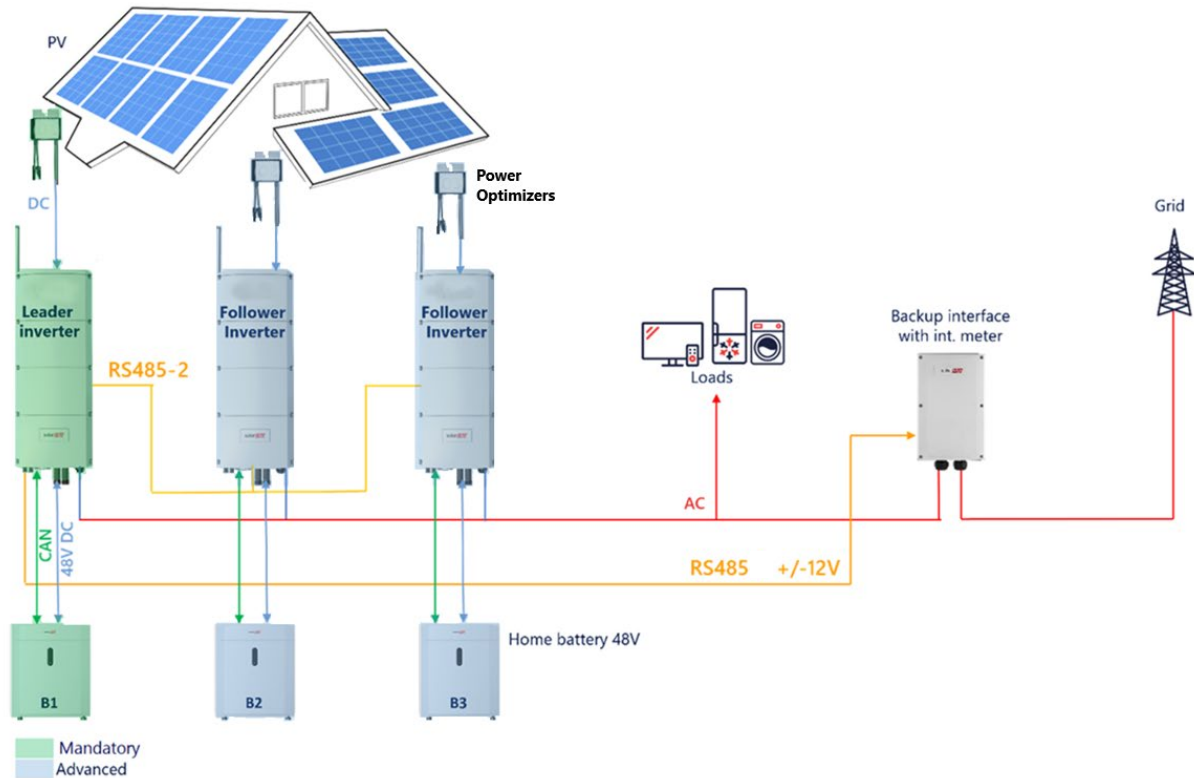 PV
Power
Optimizers
DC
Grid
Leader
inverter
Follower
Inverter
Follower
Inverter
Backup interface
with int. meter
RS485-2
Loads
AC
CAN
48V DC
RS485 +/-12V
Home battery 48V
B1
B2
B3
Mandatory
Advanced